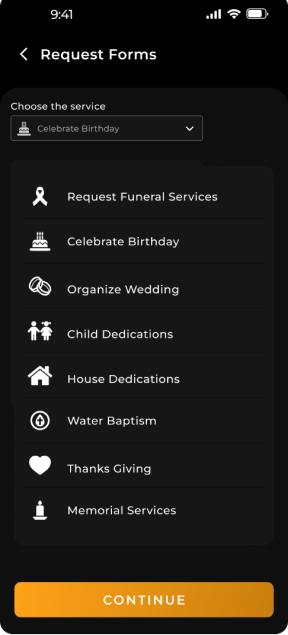 9:41
Request Forms
Choose the service
Celebrate Birthday
Request Funeral Services
Celebrate Birthday
Organize Wedding
Child Dedications
House Dedications
Water Baptism
Thanks Giving
Memorial Services
CONTINUE